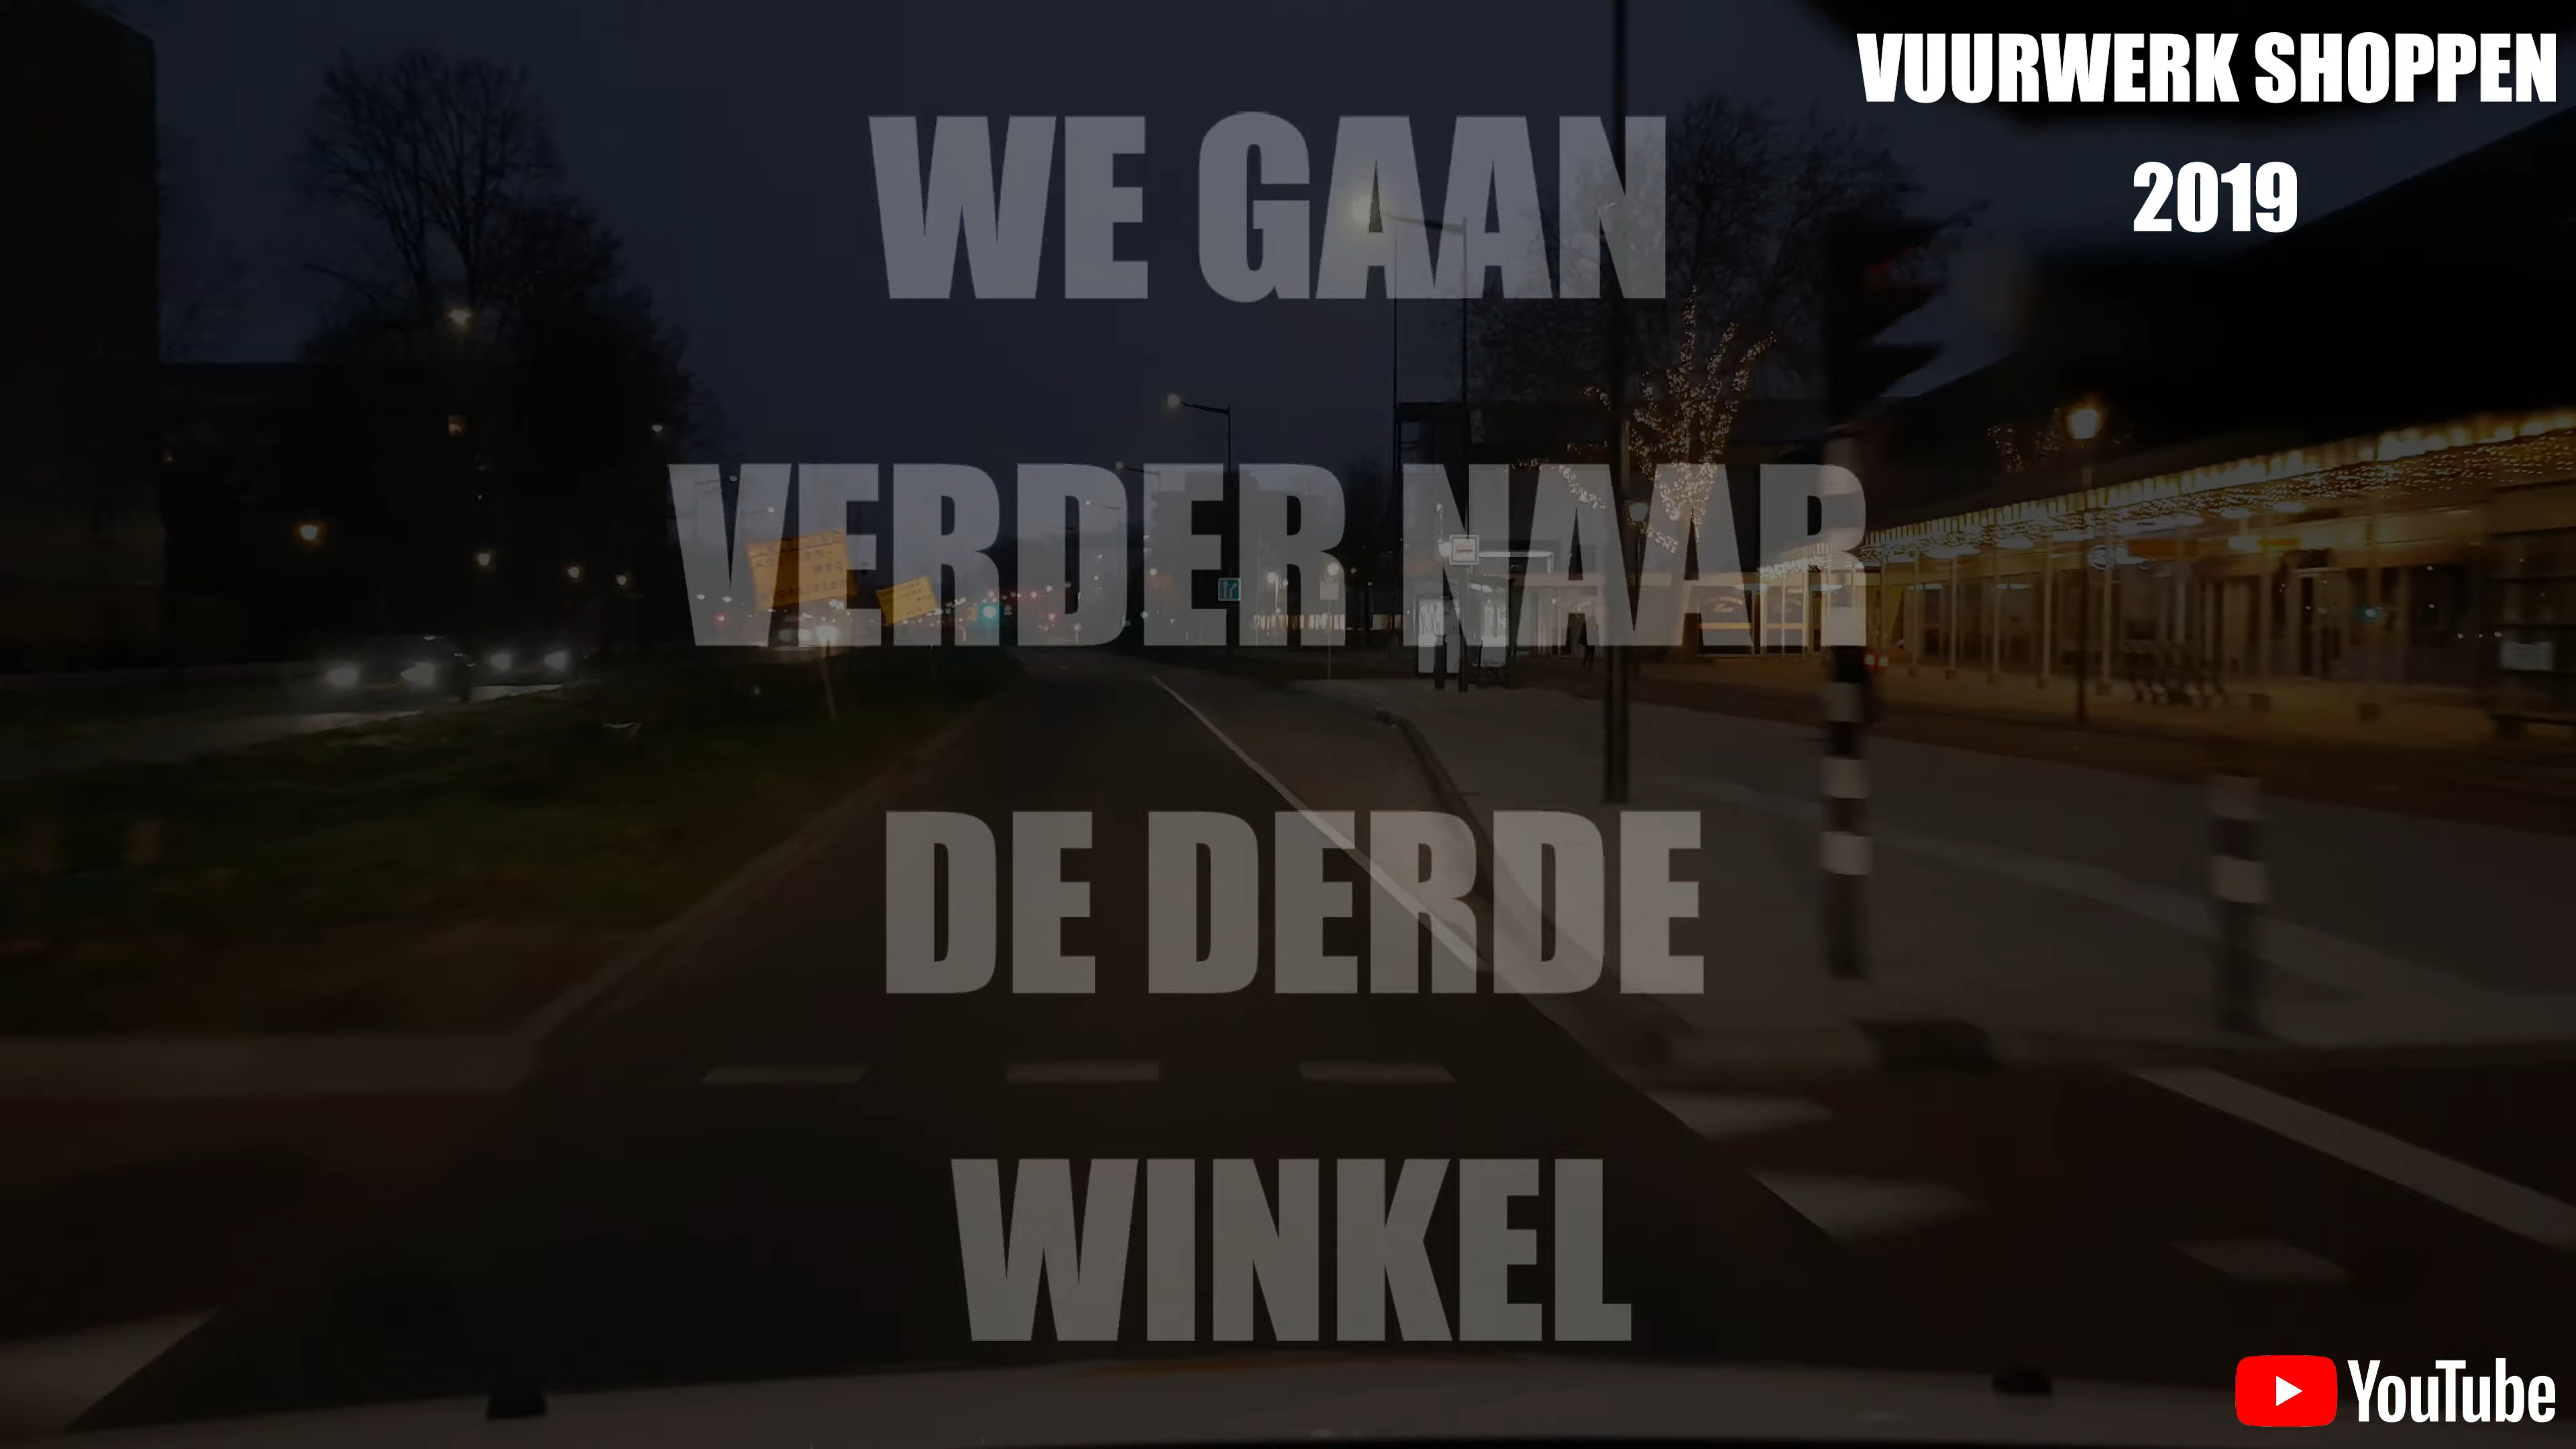 VUURWERK SHOPPEN
2019
WE GAAN
VERDER NAAR
DE DERDE
WINKEL
YouTube